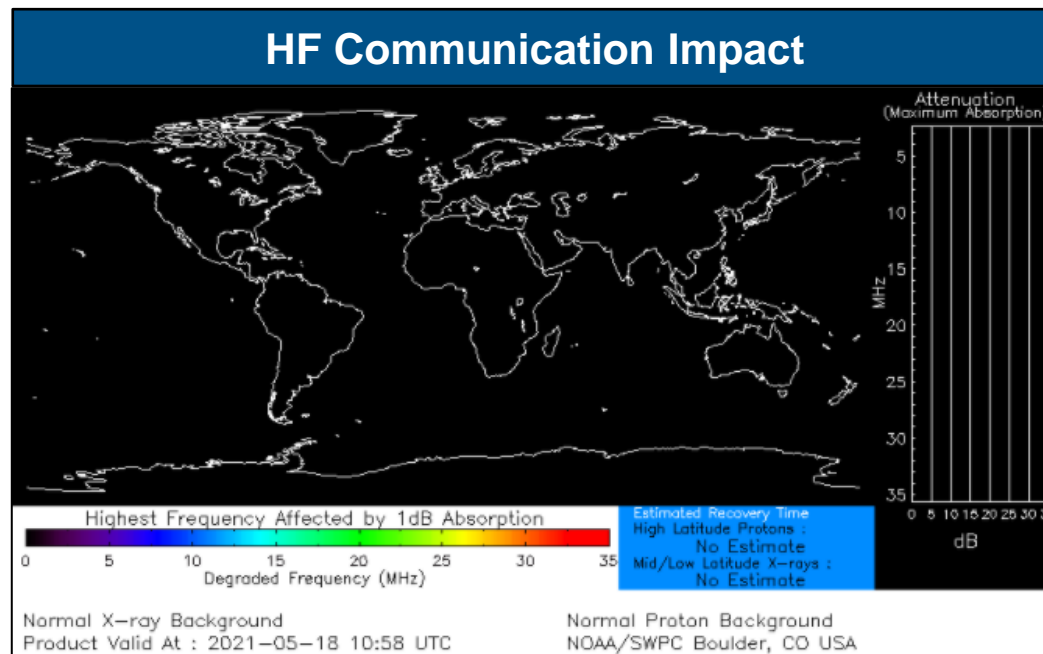 HF Communication Impact
Attenuation
(Maximum Absorption
5
10
15
20
25
30
35
MHz
0 5 10 15 20 25 30 3
dB
Highest Frequency Affected by 1dB Absorption
0 5 10 15 20 25 30 35
Degraded Frequency (MHz)
Estimated Recovery Time
High Latitude Protons :
No Estimate
Mid/Low Latitude X-rays :
No Estimate
Normal X-ray Background
Product Valid At : 2021-05-18 10:58 UTC
Normal Proton Background
NOAA/SWPC Boulder, CO USA